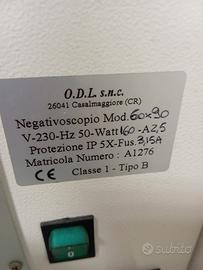 O.D.L. s.n.c.
26041 Casalmaggiore (CR)
Negativoscopio Mod. 60x90
V-230-Hz 50-Watt 160-A2,5
Protezione IP 5X-Fus. 3,15A
Matricola Numero : A1276
CE Classe 1 - Tipo B
subito